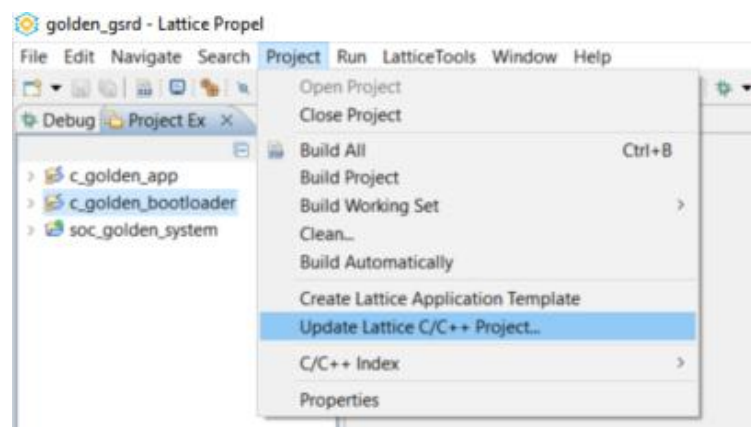 golden_gsrd - Lattice Propel
File Edit Navigate Search Project Run LatticeTools Window Help
Open Project
Debug Project Ex ×
Close Project
Build All Ctrl+B
c_golden_app
Build Project
c_golden_bootloader
Build Working Set
soc_golden_system
Clean...
Build Automatically
Create Lattice Application Template
Update Lattice C/C++ Project...
C/C++ Index
Properties